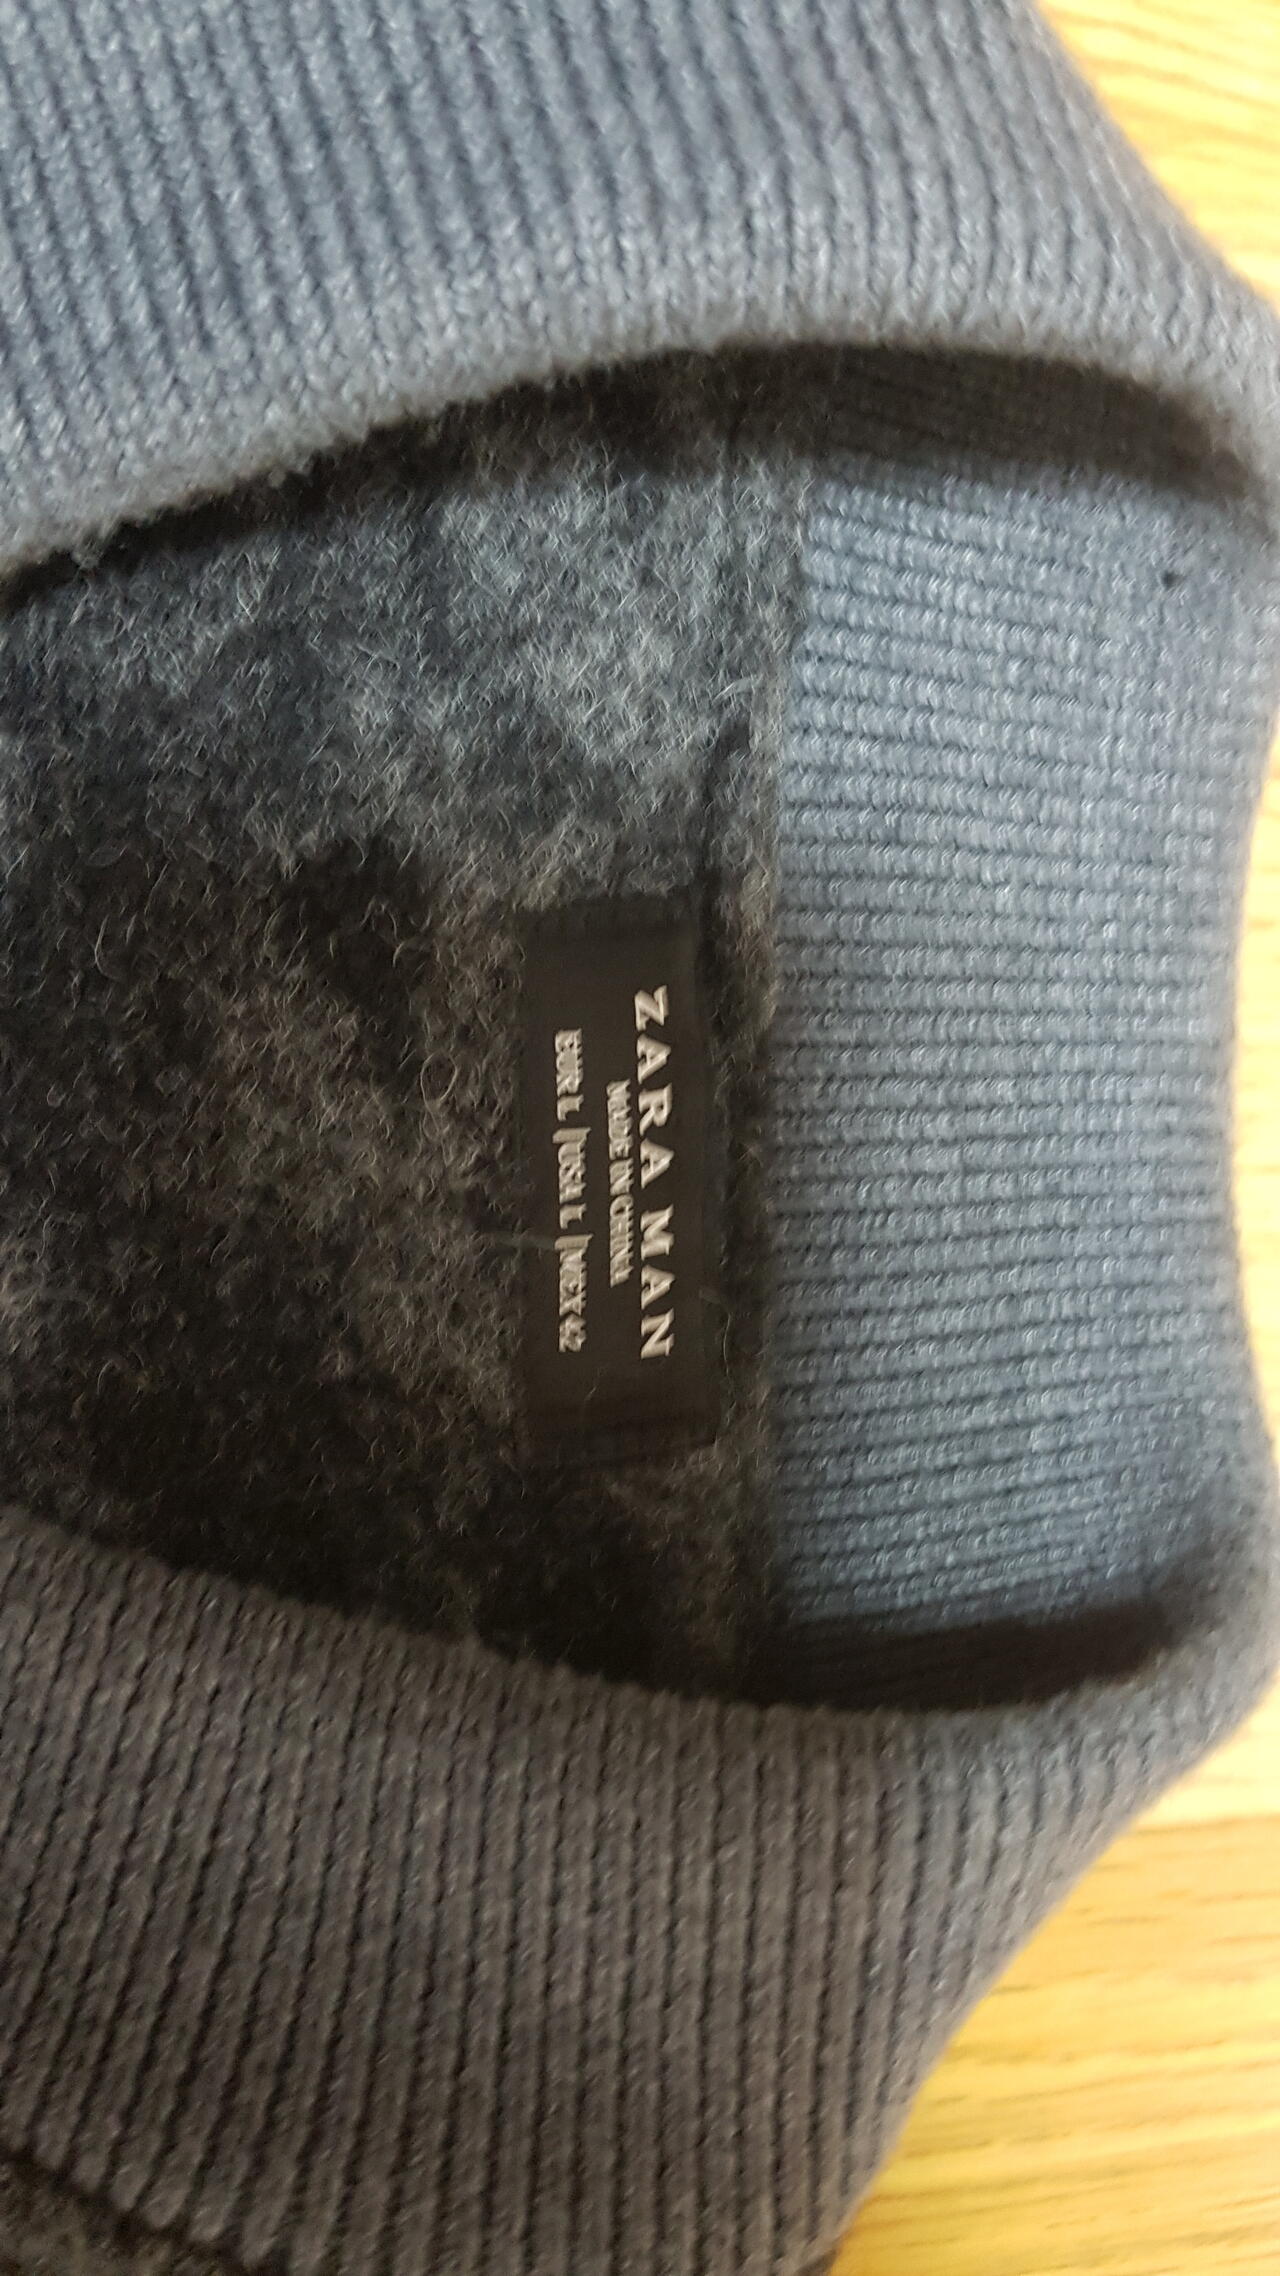 ZARA MAN
MADE IN CHINA
EUR L | USA L | MEX 42